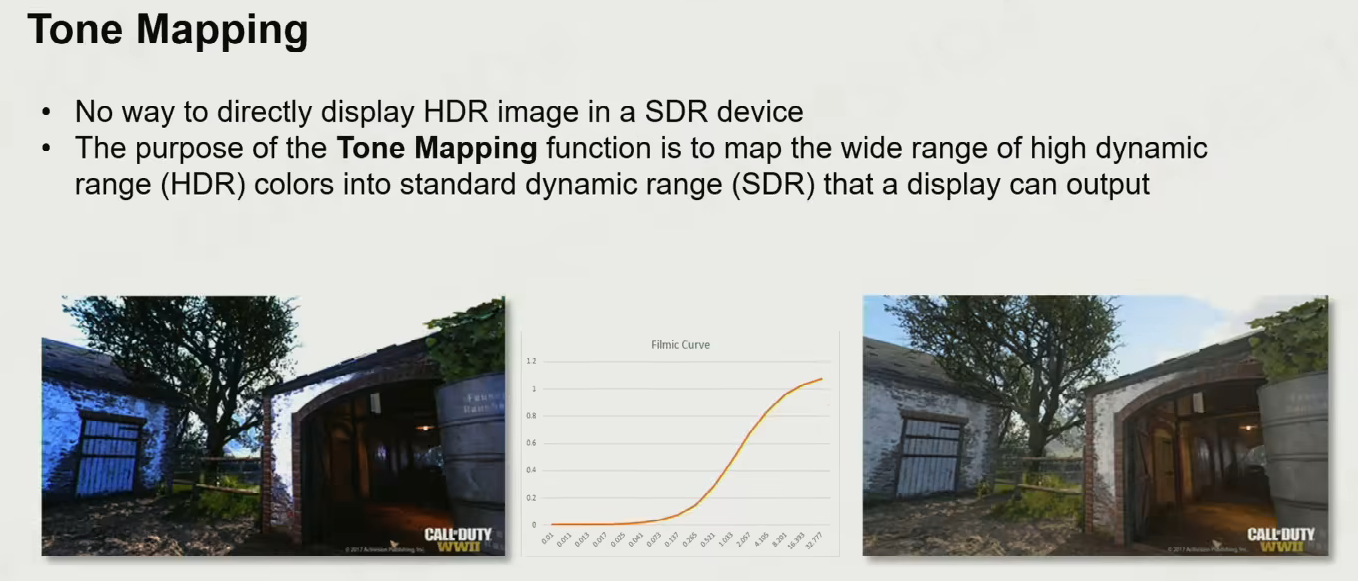 Tone Mapping
• No way to directly display HDR image in a SDR device
• The purpose of the Tone Mapping function is to map the wide range of high dynamic
range (HDR) colors into standard dynamic range (SDR) that a display can output
CALL OF DUTY
WWII
© 2017 Activision Publishing, Inc.
Filmic Curve
1.2
1
0.8
0.6
0.4
0.2
0
0.01 0.011 0.013 0.017 0.025 0.041 0.073 0.137 0.265 0.521 1.033 2.057 4.105 8.201 16.393 32.777
CALL OF DUTY
WWII
© 2017 Activision Publishing, Inc.